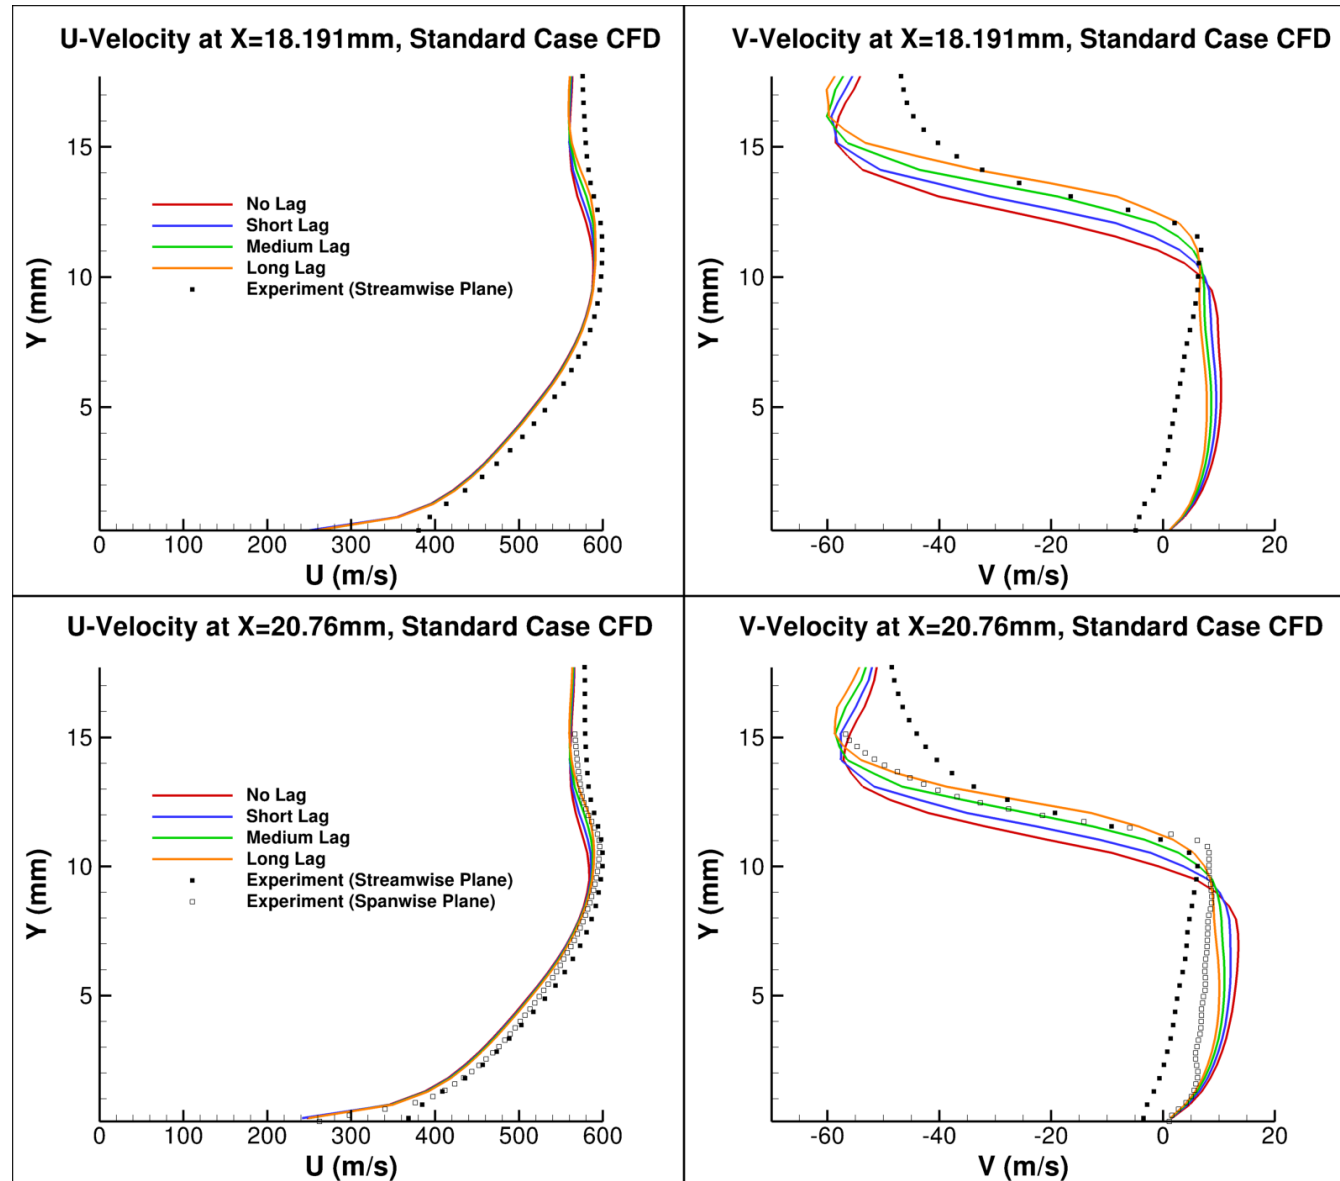 U-Velocity at X=18.191mm, Standard Case CFD
15
10
5
Y (mm)
No Lag
Short Lag
Medium Lag
Long Lag
Experiment (Streamwise Plane)
0 100 200 300 400 500 600
U (m/s)
V-Velocity at X=18.191mm, Standard Case CFD
15
10
5
Y (mm)
-60 -40 -20 0 20
V (m/s)
U-Velocity at X=20.76mm, Standard Case CFD
15
10
5
Y (mm)
No Lag
Short Lag
Medium Lag
Long Lag
Experiment (Streamwise Plane)
Experiment (Spanwise Plane)
0 100 200 300 400 500 600
U (m/s)
V-Velocity at X=20.76mm, Standard Case CFD
15
10
5
Y (mm)
-60 -40 -20 0 20
V (m/s)